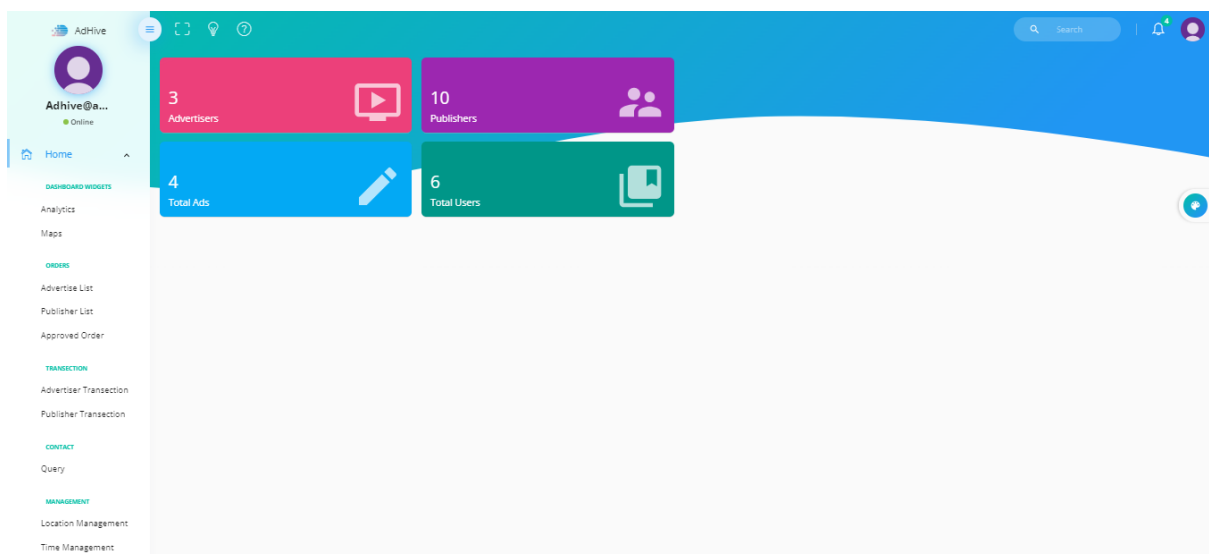 AdHive
Search
4
Adhive@a...
Online
Home
DASHBOARD WIDGETS
Analytics
Maps
ORDERS
Advertise List
Publisher List
Approved Order
TRANSECTION
Advertiser Transection
Publisher Transection
CONTACT
Query
MANAGEMENT
Location Management
Time Management
3
Advertisers
10
Publishers
4
Total Ads
6
Total Users